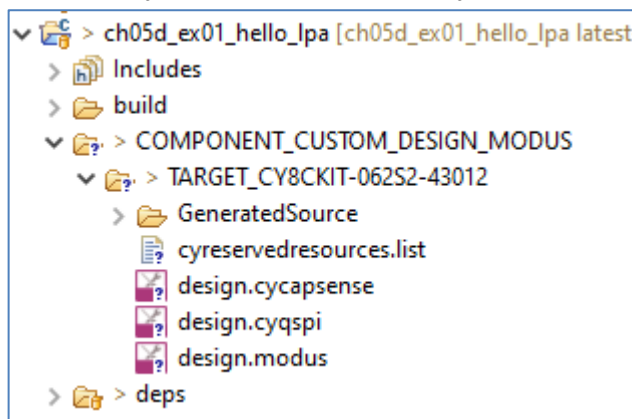 > ch05d_ex01_hello_lpa [ch05d_ex01_hello_lpa latest
Includes
build
> COMPONENT_CUSTOM_DESIGN_MODUS
> TARGET_CY8CKIT-062S2-43012
GeneratedSource
cyreservedresources.list
design.cycapsense
design.cyqspi
design.modus
> deps